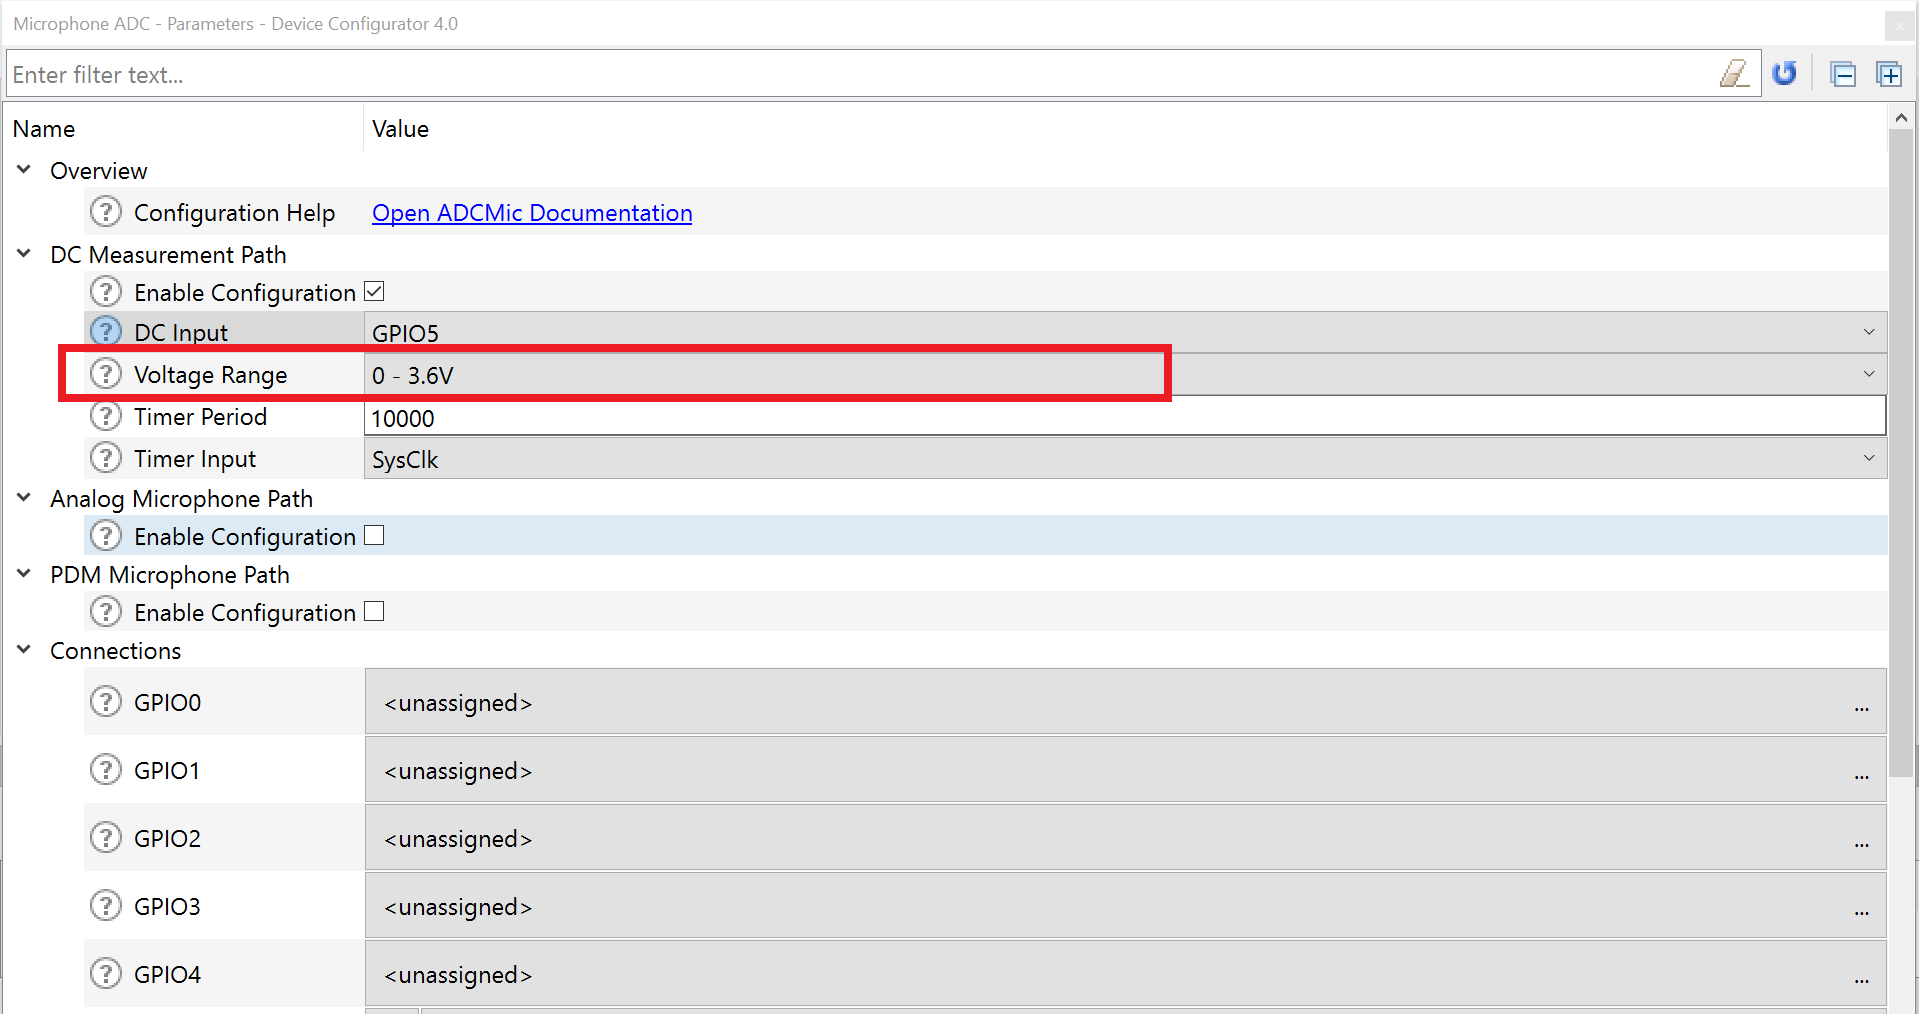 Microphone ADC - Parameters - Device Configurator 4.0
Enter filter text...
Name Value
Overview
? Configuration Help Open ADCMic Documentation
DC Measurement Path
? Enable Configuration
? DC Input GPIO5
? Voltage Range 0 - 3.6V
? Timer Period 10000
? Timer Input SysClk
Analog Microphone Path
? Enable Configuration
PDM Microphone Path
? Enable Configuration
Connections
? GPIO0 <unassigned> ...
? GPIO1 <unassigned> ...
? GPIO2 <unassigned> ...
? GPIO3 <unassigned> ...
? GPIO4 <unassigned> ...